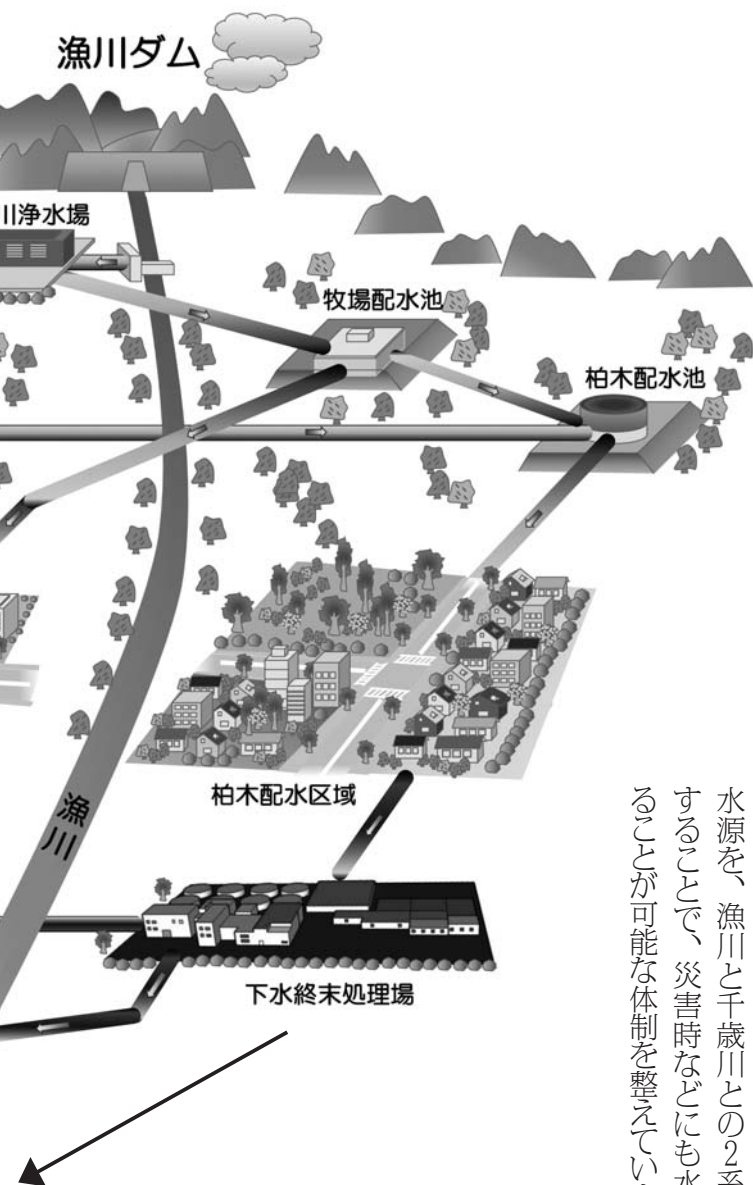 漁川ダム
川浄水場
牧場配水池
柏木配水池
漁川
柏木配水区域
下水終末処理場
水源を、漁川と千歳川との2系
することで、災害時などにも水
ることが可能な体制を整えてい